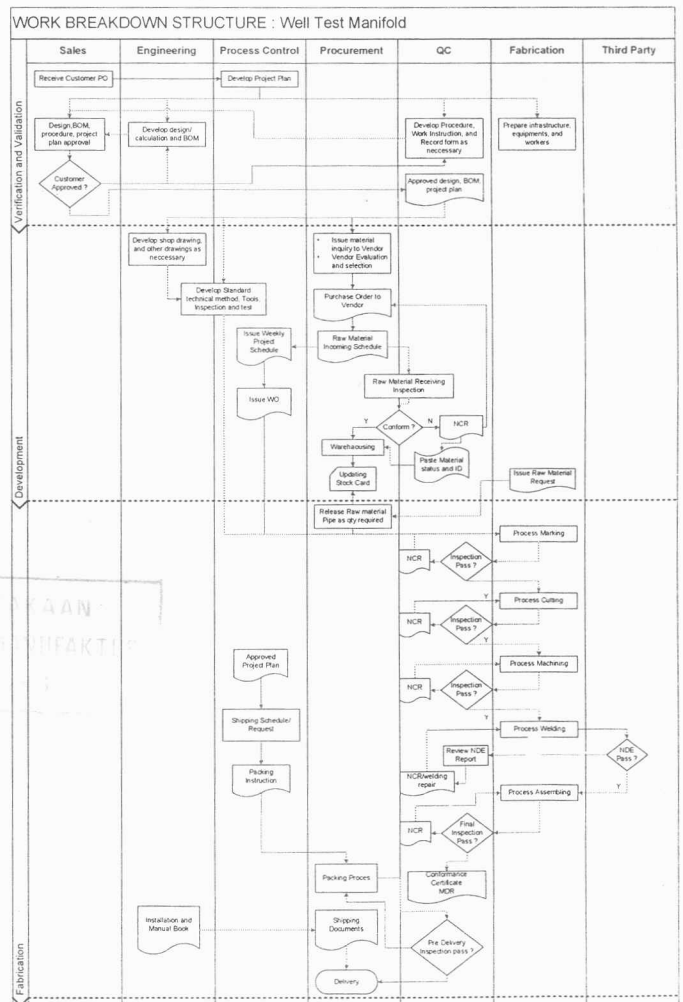 WORK BREAKDOWN STRUCTURE : Well Test Manifold
Sales
Engineering
Process Control
Procurement
QC
Fabrication
Third Party
Verification and Validation
Receive Customer PO
Develop Project Plan
Design,BOM,
procedure, project
plan approval
Develop design/
calculation and BOM
Develop Procedure,
Work Instruction, and
Record form as
neccessary
Prepare infrastructure,
equipments, and
workers
Customer
Approved ?
Approved design, BOM,
project plan
Development
Develop shop drawing,
and other drawings as
neccessary
• Issue material
inquiry to Vendor
• Vendor Evaluation
and selection
Develop Standard
technical method, Tools,
Inspection and test
Purchase Order to
Vendor
Issue Weekly
Project
Schedule
Raw Material
Incoming Schedule
Raw Material Receiving
Inspection
Issue WO
Y
Conform ?
N
NCR
Warehaousing
Paste Material
status and ID
Updating
Stock Card
Issue Raw Material
Request
Fabrication
Release Raw material
Pipe as qty required
Process Marking
NCR
Inspection
Pass ?
Y
Process Cutting
NCR
Inspection
Pass ?
Y
Approved
Project Plan
Process Machining
NCR
Inspection
Pass ?
Shipping Schedule/
Request
Y
Process Welding
Review NDE
Report
NDE
Pass ?
Packing
Instruction
NCR/welding
repair
Y
Process Assembling
NCR
Final
Inspection
Pass ?
Packing Proces
Conformance
Certificate
MDR
Installation and
Manual Book
Shipping
Documents
Pre Delivery
Inspection pass ?
Delivery